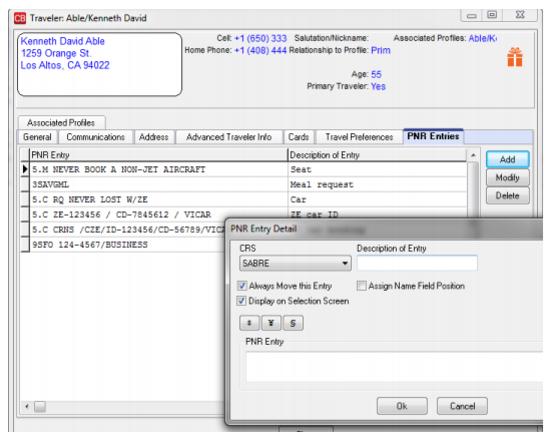 CB Traveler: Able/Kenneth David
Kenneth David Able
1259 Orange St.
Los Altos, CA 94022
Cell: +1 (650) 333 Salutation/Nickname: Associated Profiles: Able/K
Home Phone: +1 (408) 444 Relationship to Profile: Prim
Age: 55
Primary Traveler: Yes
Associated Profiles
General Communications Address Advanced Traveler Info Cards Travel Preferences PNR Entries
PNR Entry Description of Entry
Add
5.M NEVER BOOK A NON-JET AIRCRAFT Seat
Modify
3SAVGML Meal request
5.C RQ NEVER LOST W/ZE Car
Delete
5.C ZE-123456 / CD-7845612 / VICAR ZE car ID
5.C CRNS /CZE/ID-123456/CD-56789/VICA
9SFO 124-4567/BUSINESS
PNR Entry Detail
CRS Description of Entry
SABRE
Always Move this Entry Assign Name Field Position
Display on Selection Screen
‡ ¥ §
PNR Entry
Ok Cancel